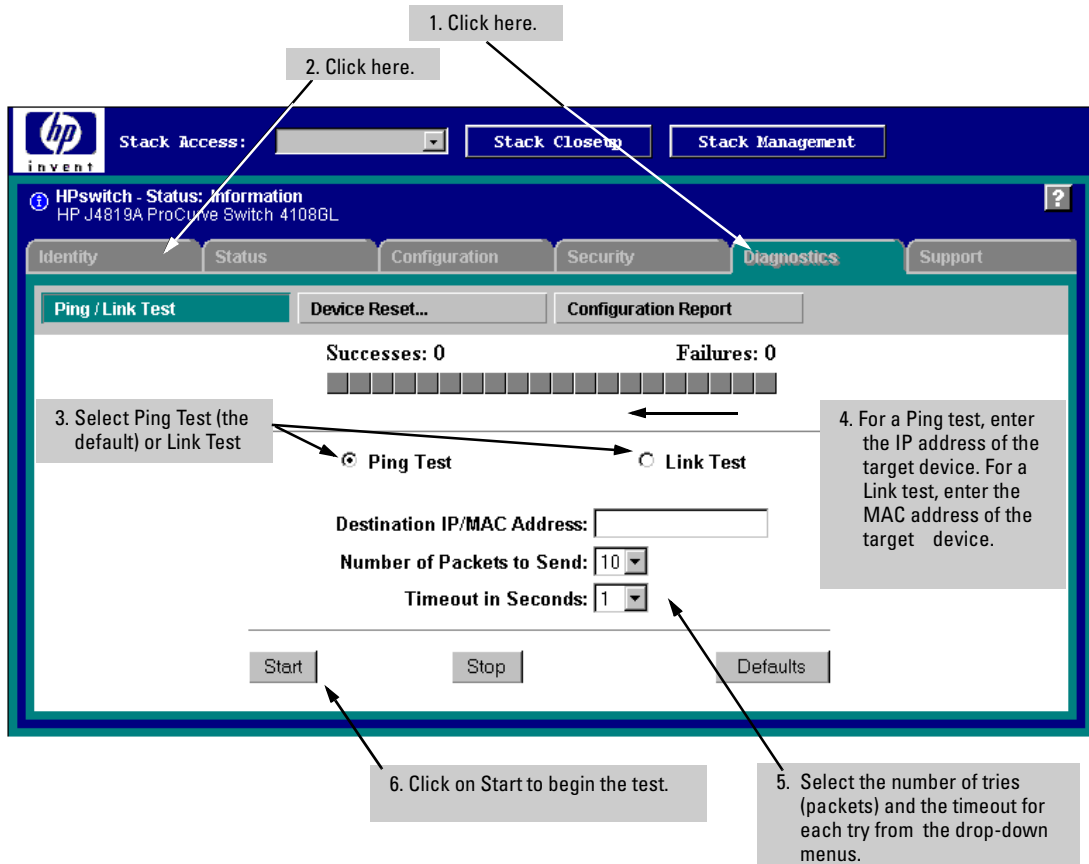 1. Click here.
2. Click here.
hp
invent
Stack Access:
Stack Closeup
Stack Management
HPswitch - Status: Information
HP J4819A ProCurve Switch 4108GL
?
Identity
Status
Configuration
Security
Diagnostics
Support
Ping / Link Test
Device Reset...
Configuration Report
Successes: 0
Failures: 0
3. Select Ping Test (the
default) or Link Test
4. For a Ping test, enter
the IP address of the
target device. For a
Link test, enter the
MAC address of the
target device.
Ping Test
Link Test
Destination IP/MAC Address:
Number of Packets to Send: 10
Timeout in Seconds: 1
Start
Stop
Defaults
6. Click on Start to begin the test.
5. Select the number of tries
(packets) and the timeout for
each try from the drop-down
menus.